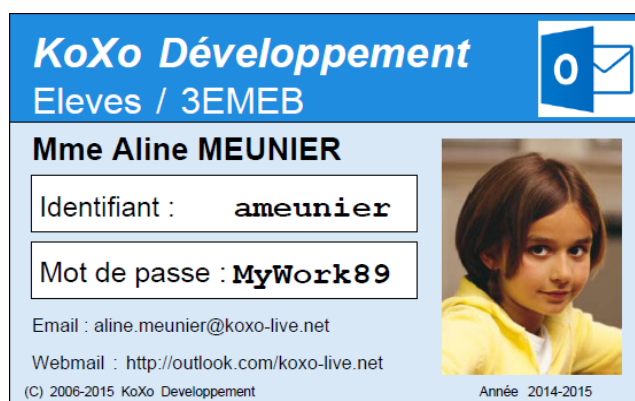 KoXo Développement
Eleves / 3EMEB
Mme Aline MEUNIER
Identifiant : ameunier
Mot de passe : MyWork89
Email : aline.meunier@koxo-live.net
Webmail : http://outlook.com/koxo-live.net
(C) 2006-2015 KoXo Developpement Année 2014-2015